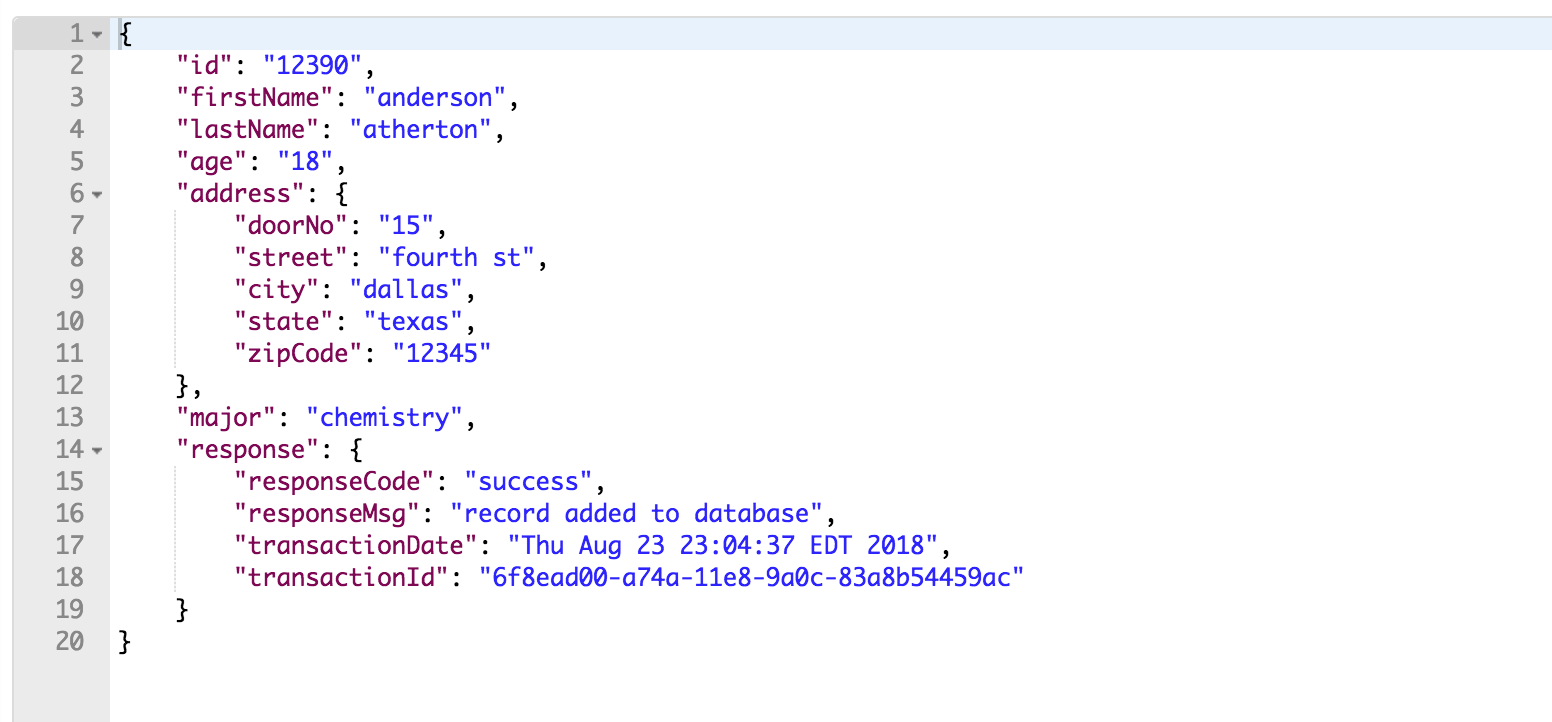 1 {
2 "id": "12390",
3 "firstName": "anderson",
4 "lastName": "atherton",
5 "age": "18",
6 "address": {
7 "doorNo": "15",
8 "street": "fourth st",
9 "city": "dallas",
10 "state": "texas",
11 "zipCode": "12345"
12 },
13 "major": "chemistry",
14 "response": {
15 "responseCode": "success",
16 "responseMsg": "record added to database",
17 "transactionDate": "Thu Aug 23 23:04:37 EDT 2018",
18 "transactionId": "6f8ead00-a74a-11e8-9a0c-83a8b54459ac"
19 }
20 }